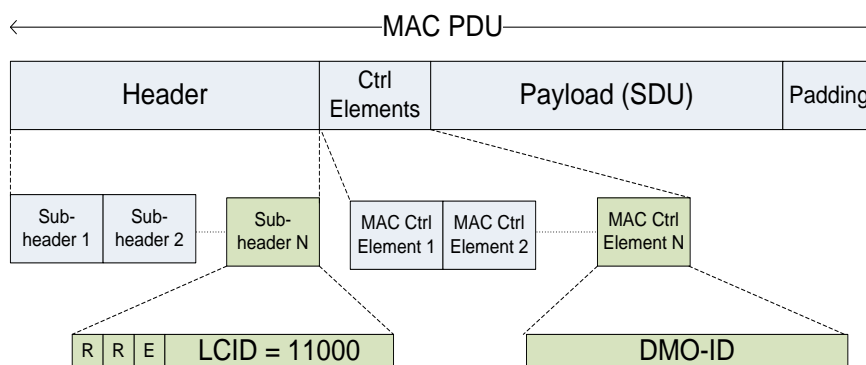 MAC PDU
Header
Ctrl
Elements
Payload (SDU)
Padding
Sub-
header 1
Sub-
header 2
Sub-
header N
MAC Ctrl
Element 1
MAC Ctrl
Element 2
MAC Ctrl
Element N
R
R
E
LCID = 11000
DMO-ID